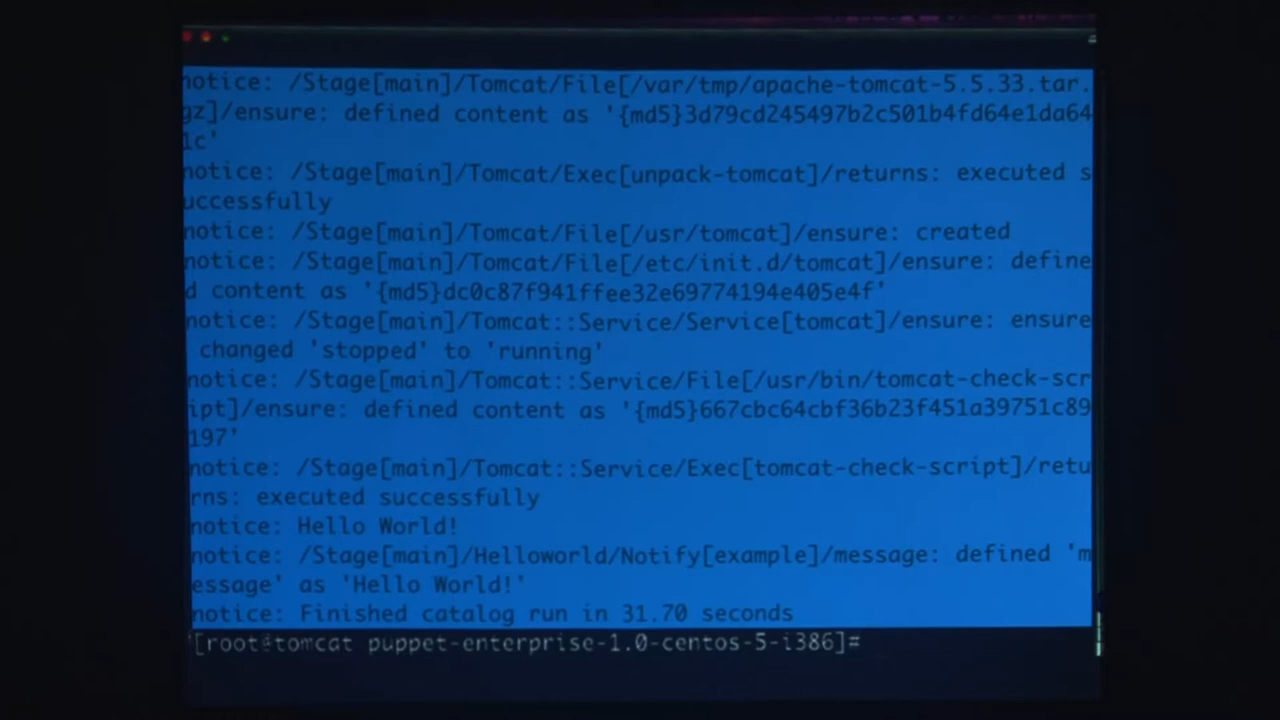 notice: /Stage[main]/Tomcat/File[/var/tmp/apache-tomcat-5.5.33.tar.
gz]/ensure: defined content as '{md5}3d79cd245497b2c501b4fd64e1da64
1c'
notice: /Stage[main]/Tomcat/Exec[unpack-tomcat]/returns: executed s
uccessfully
notice: /Stage[main]/Tomcat/File[/usr/tomcat]/ensure: created
notice: /Stage[main]/Tomcat/File[/etc/init.d/tomcat]/ensure: define
d content as '{md5}dc0c87f941ffee32e69774194e405e4f'
notice: /Stage[main]/Tomcat::Service/Service[tomcat]/ensure: ensure
changed 'stopped' to 'running'
notice: /Stage[main]/Tomcat::Service/File[/usr/bin/tomcat-check-scr
ipt]/ensure: defined content as '{md5}667cbc64cbf36b23f451a39751c89
197'
notice: /Stage[main]/Tomcat::Service/Exec[tomcat-check-script]/retu
rns: executed successfully
notice: Hello World!
notice: /Stage[main]/Helloworld/Notify[example]/message: defined 'm
essage' as 'Hello World!'
notice: Finished catalog run in 31.70 seconds
[root@tomcat puppet-enterprise-1.0-centos-5-i386]#